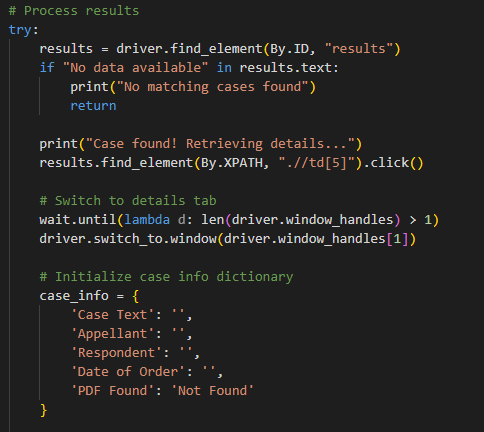 # Process results
try:
    results = driver.find_element(By.ID, "results")
    if "No data available" in results.text:
        print("No matching cases found")
        return

    print("Case found! Retrieving details...")
    results.find_element(By.XPATH, ".//td[5]").click()

    # Switch to details tab
    wait.until(lambda d: len(driver.window_handles) > 1)
    driver.switch_to.window(driver.window_handles[1])

    # Initialize case info dictionary
    case_info = {
        'Case Text': '',
        'Appellant': '',
        'Respondent': '',
        'Date of Order': '',
        'PDF Found': 'Not Found'
    }